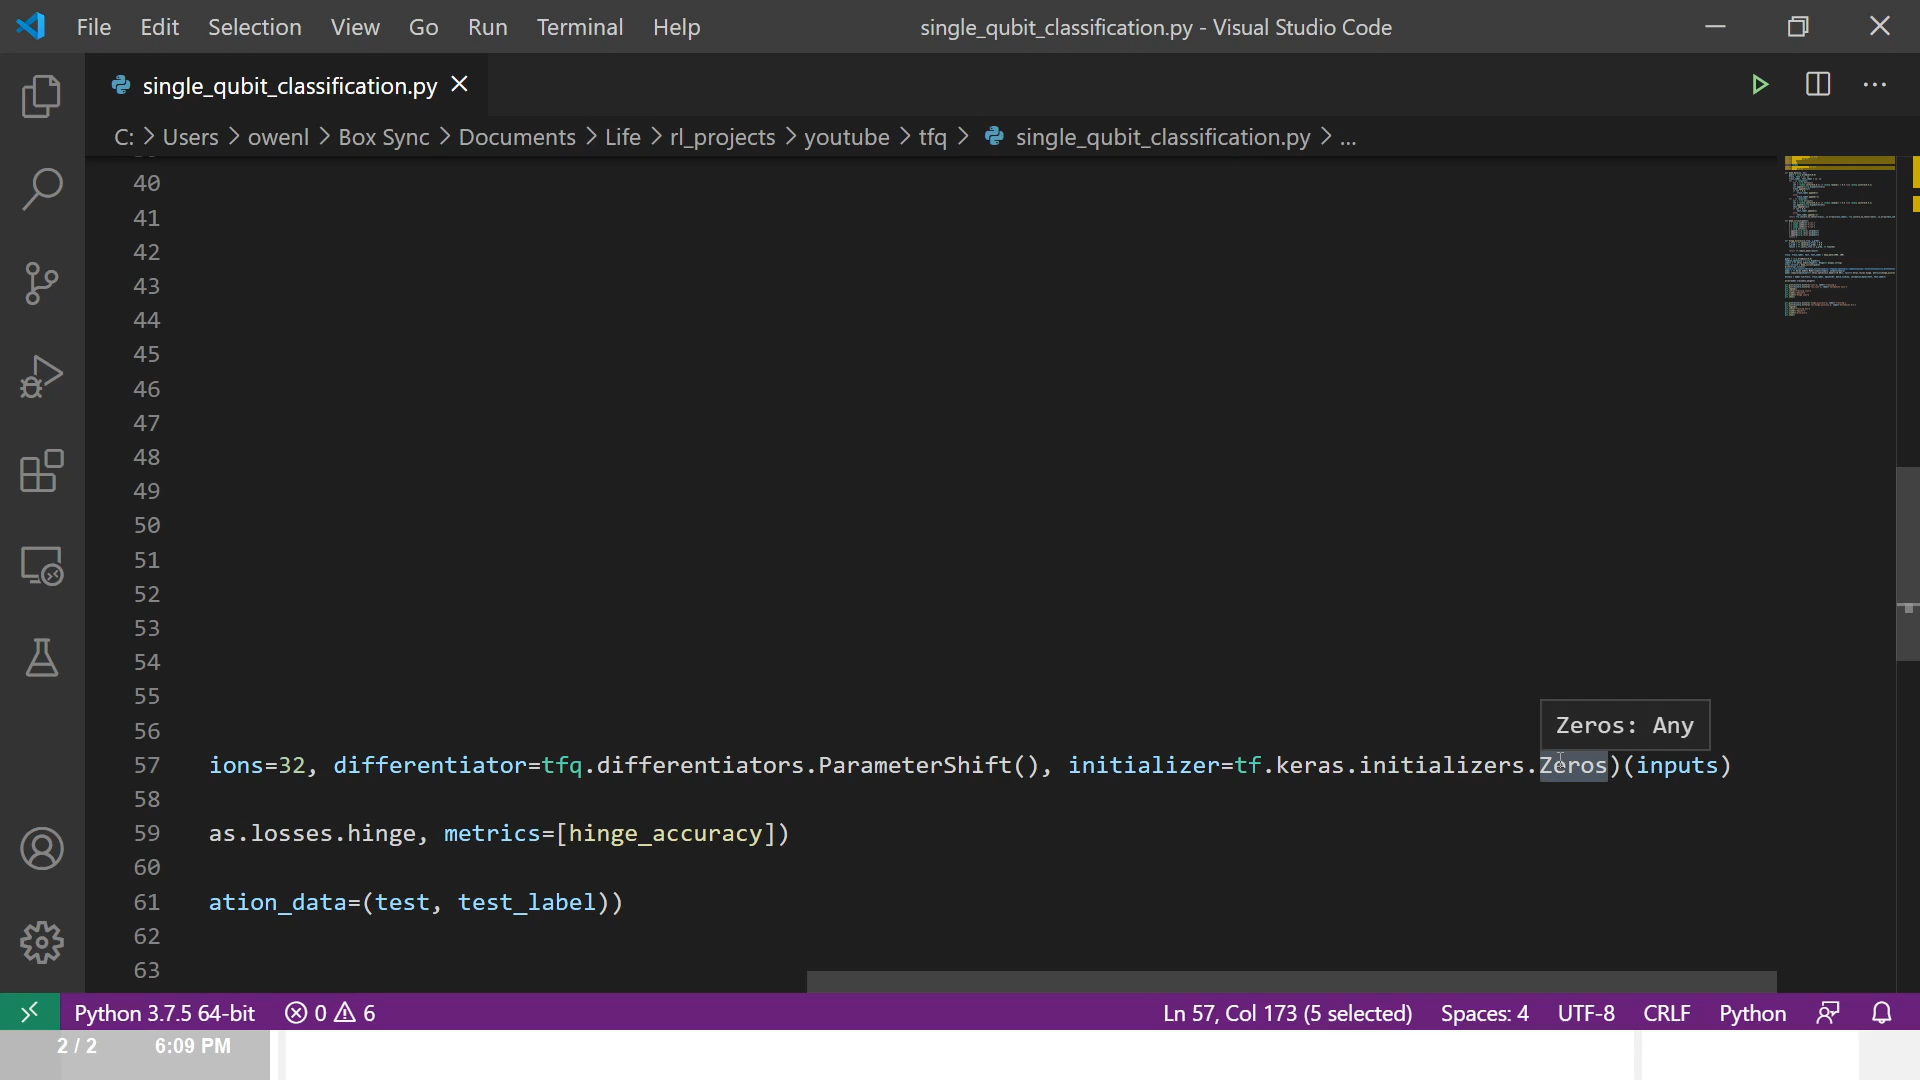 File Edit Selection View Go Run Terminal Help single_qubit_classification.py - Visual Studio Code
single_qubit_classification.py
C: > Users > owenl > Box Sync > Documents > Life > rl_projects > youtube > tfq > single_qubit_classification.py > ...
40
41
42
43
44
45
46
47
48
49
50
51
52
53
54
55
56
Zeros: Any
57 ions=32, differentiator=tfq.differentiators.ParameterShift(), initializer=tf.keras.initializers.Zeros)(inputs)
58
59 as.losses.hinge, metrics=[hinge_accuracy])
60
61 ation_data=(test, test_label))
62
63
Python 3.7.5 64-bit 0 6 Ln 57, Col 173 (5 selected) Spaces: 4 UTF-8 CRLF Python
2 / 2 6:09 PM